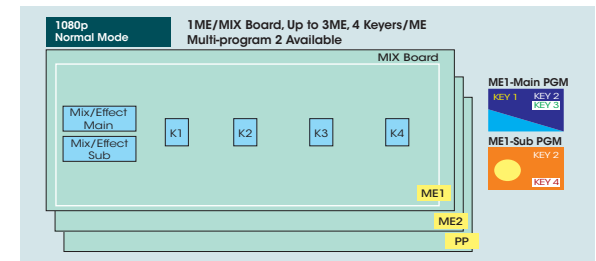 1080p
Normal Mode
1ME/MIX Board, Up to 3ME, 4 Keyers/ME
Multi-program 2 Available
MIX Board
Mix/Effect
Main
Mix/Effect
Sub
K1
K2
K3
K4
ME1
ME2
PP
ME1-Main PGM
KEY 1 KEY 2
KEY 3
ME1-Sub PGM
KEY 2
KEY 4